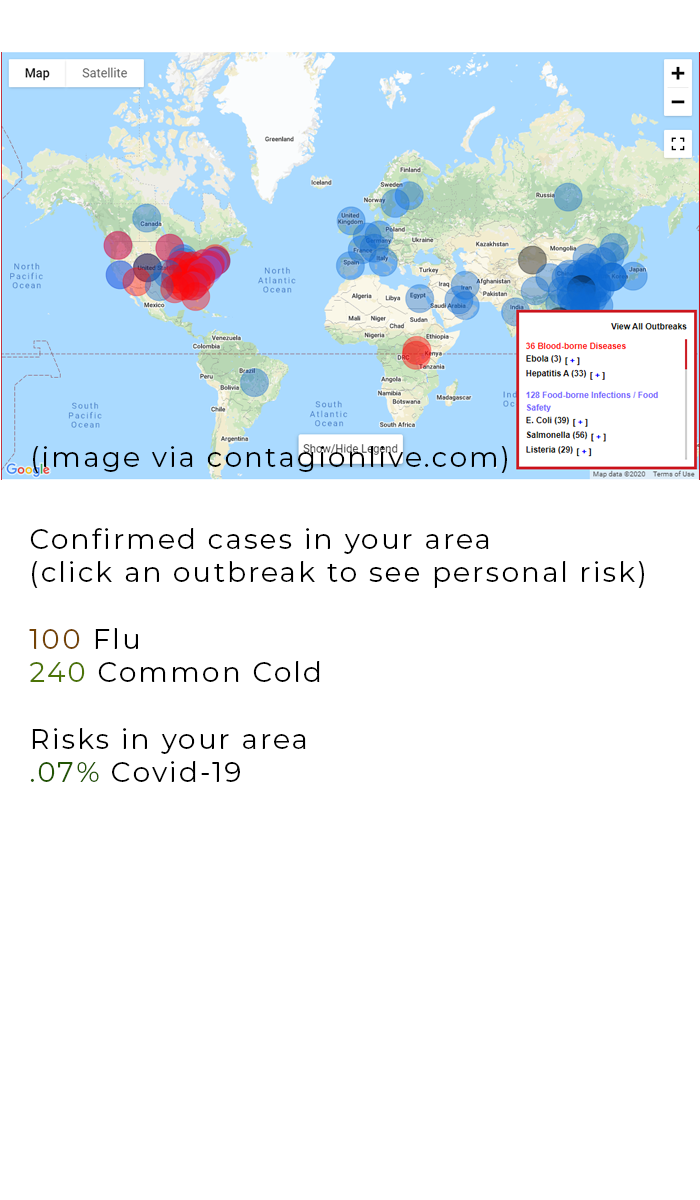 Map Satellite
+
−
Greenland
Iceland
Finland
Sweden
Norway
Russia
Canada
United Kingdom
Poland
Germany
Ukraine
France
Kazakhstan
Mongolia
North Pacific Ocean
United States
North Atlantic Ocean
Spain
Italy
Turkey
Afghanistan
Iraq
Iran
Pakistan
Japan
Mexico
Algeria
Libya
Egypt
Saudi Arabia
India
Mali
Niger
Chad
Sudan
Nigeria
Ethiopia
Venezuela
Colombia
DRC
Kenya
Tanzania
Peru
Brazil
Bolivia
Angola
Namibia
Botswana
Madagascar
South Pacific Ocean
Chile
South Atlantic Ocean
South Africa
Argentina
View All Outbreaks
36 Blood-borne Diseases
Ebola (3) [+]
Hepatitis A (33) [+]
128 Food-borne Infections / Food
Safety
E. Coli (39) [+]
Salmonella (56) [+]
Listeria (29) [+]
Show/Hide Legend
(image via contagionlive.com)
Google
Map data ©2020 Terms of Use
Confirmed cases in your area
(click an outbreak to see personal risk)
100 Flu
240 Common Cold
Risks in your area
.07% Covid-19